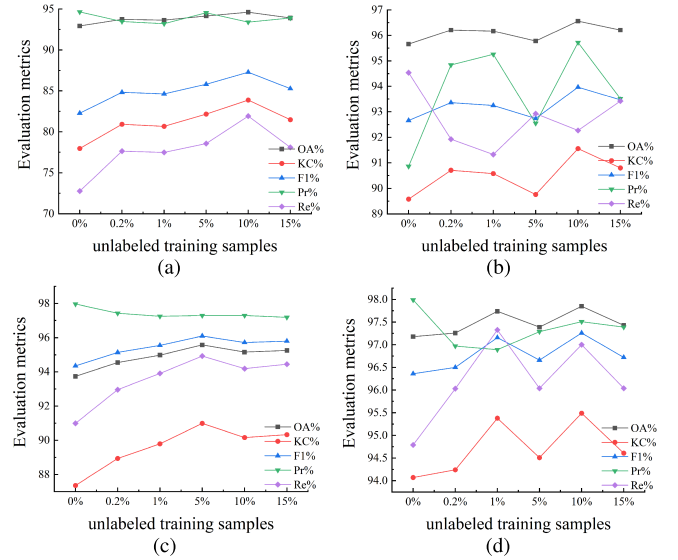 95
90
85
80
75
70
Evaluation metrics
OA%
KC%
F1%
Pr%
Re%
0% 0.2% 1% 5% 10% 15%
unlabeled training samples
(a)
97
96
95
94
93
92
91
90
89
Evaluation metrics
OA%
KC%
F1%
Pr%
Re%
0% 0.2% 1% 5% 10% 15%
unlabeled training samples
(b)
98
96
94
92
90
88
Evaluation metrics
OA%
KC%
F1%
Pr%
Re%
0% 0.2% 1% 5% 10% 15%
unlabeled training samples
(c)
98.0
97.5
97.0
96.5
96.0
95.5
95.0
94.5
94.0
Evaluation metrics
OA%
KC%
F1%
Pr%
Re%
0% 0.2% 1% 5% 10% 15%
unlabeled training samples
(d)